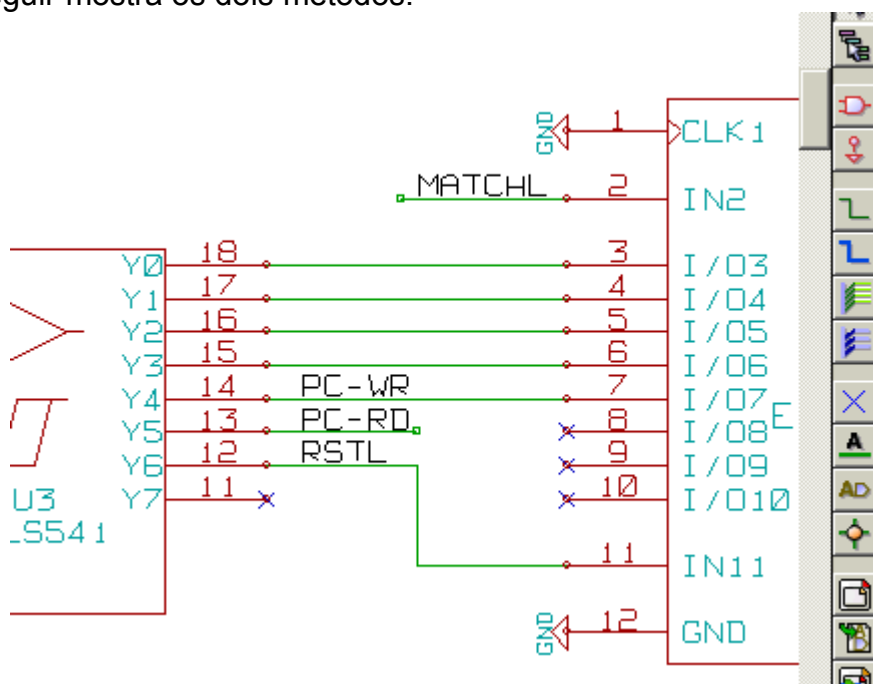 mostra os dois métodos.
GND 1 CLK1
MATCHL 2 IN2
Y0 18 3 I/O3
Y1 17 4 I/O4
Y2 16 5 I/O5
Y3 15 6 I/O6
Y4 14 PC-WR 7 I/O7
Y5 13 PC-RD 8 I/O8 E
Y6 12 RSTL 9 I/O9
Y7 11 10 I/O10
U3
LS541
11 IN11
GND 12 GND
A